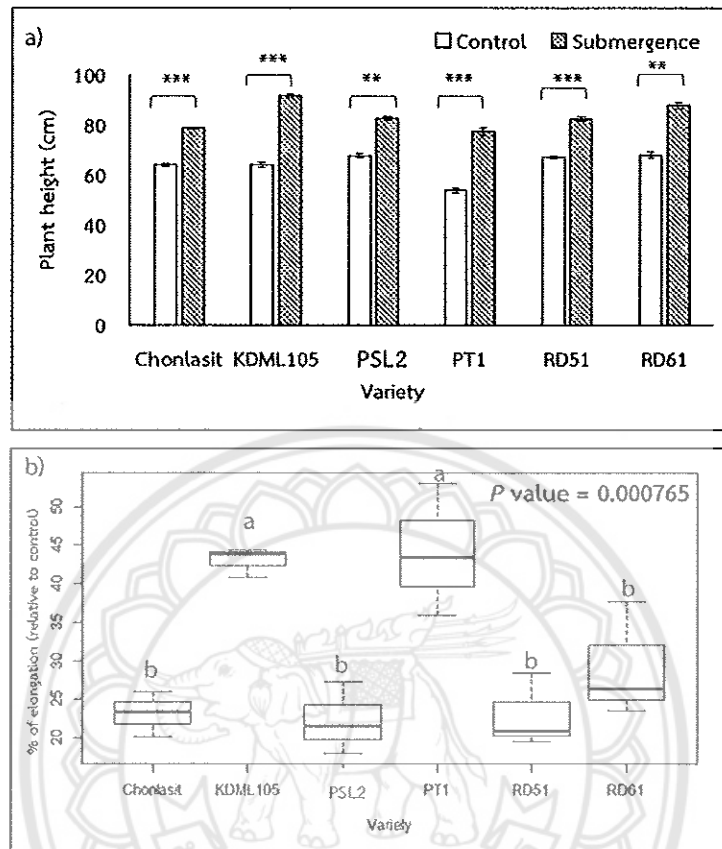 a)
□ Control ▧ Submergence
100
80
60
40
20
0
Plant height (cm)
*** *** ** *** *** **
Chonlasit KDML105 PSL2 PT1 RD51 RD61
Variety
b)
P value = 0.000765
50
45
40
35
30
25
20
% of elongation (relative to control)
b a b a b b
Chonlasit KDML105 PSL2 PT1 RD51 RD61
Variety